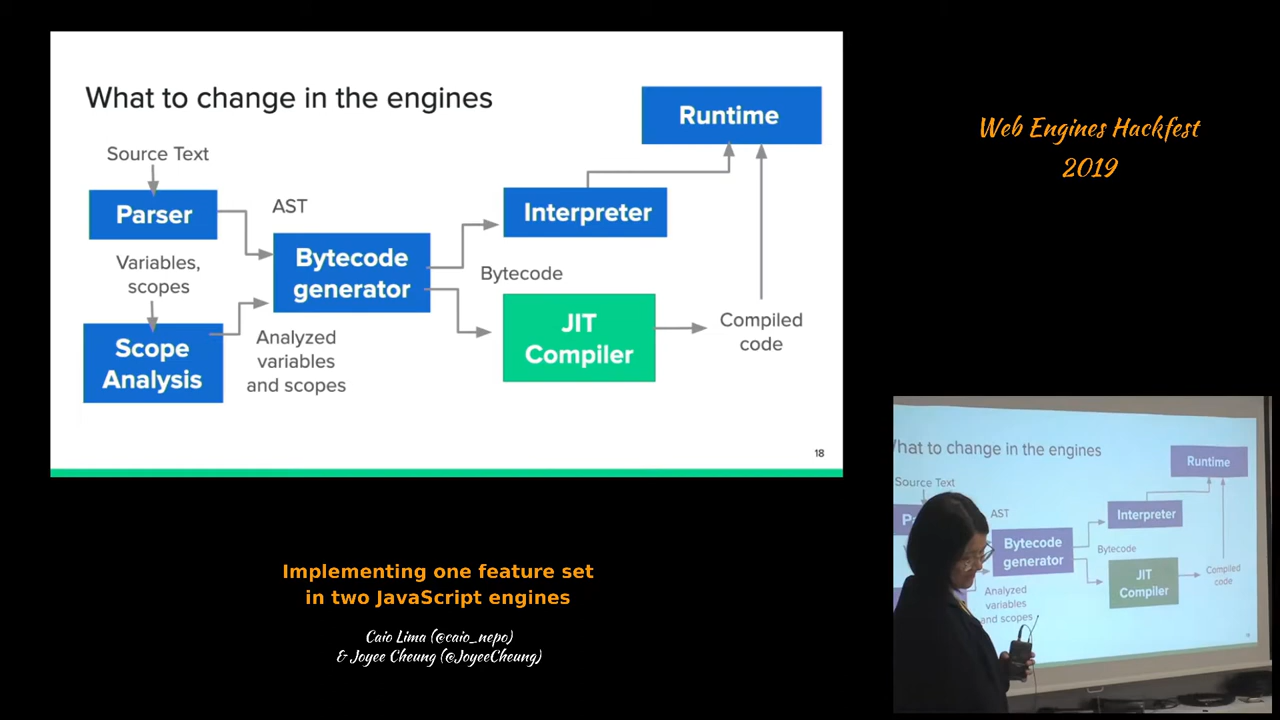 What to change in the engines
Source Text
Parser
Variables,
scopes
Scope
Analysis
AST
Bytecode
generator
Analyzed
variables
and scopes
Interpreter
Bytecode
JIT
Compiler
Compiled
code
Runtime
18
Web Engines Hackfest
2019
Implementing one feature set
in two JavaScript engines
Caio Lima (@caio_nepo)
& Joyee Cheung (@JoyeeCheung)
hat to change in the engines
Source Text
Pa
AST
Bytecode
generator
Analyzed
variables
and scopes
Interpreter
Bytecode
JIT
Compiler
Compiled
code
Runtime